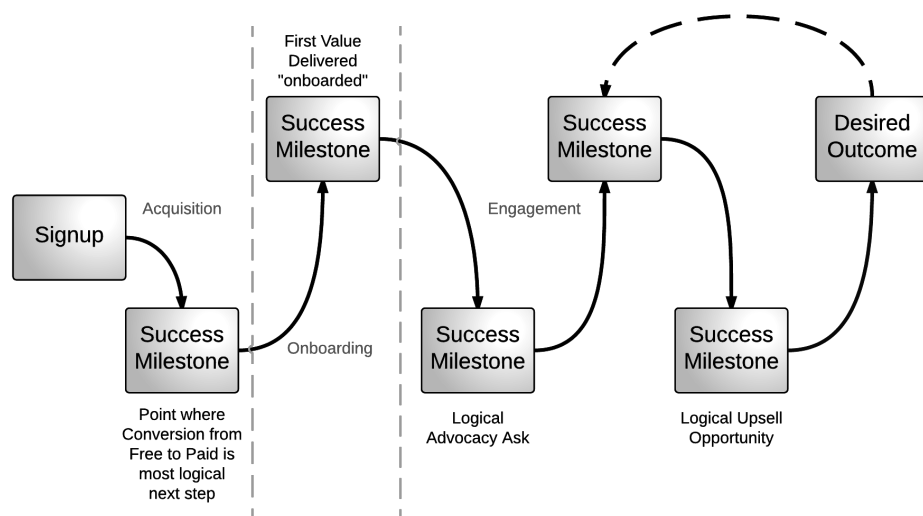 First Value
Delivered
"onboarded"
Success
Milestone
Success
Milestone
Desired
Outcome
Acquisition
Engagement
Signup
Success
Milestone
Onboarding
Success
Milestone
Success
Milestone
Point where
Conversion from
Free to Paid is
most logical
next step
Logical
Advocacy Ask
Logical Upsell
Opportunity